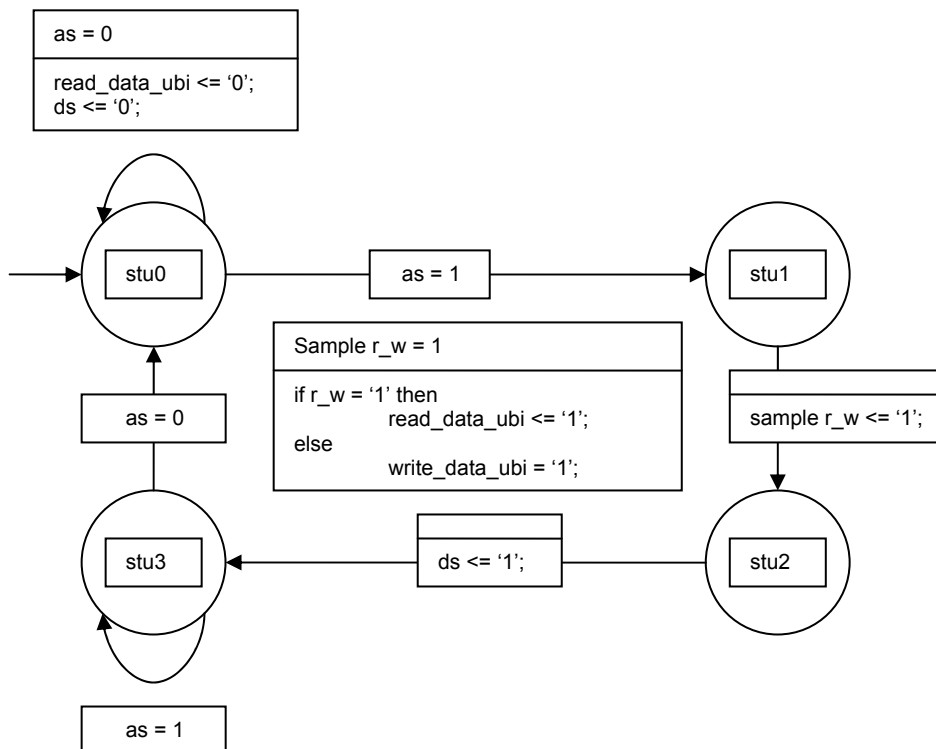 as = 0
read_data_ubi <= ‘0’;
ds <= ‘0’;
stu0
as = 1
stu1
Sample r_w = 1
if r_w = ‘1’ then
read_data_ubi <= ‘1’;
else
write_data_ubi = ‘1’;
as = 0
sample r_w <= ‘1’;
stu3
ds <= ‘1’;
stu2
as = 1